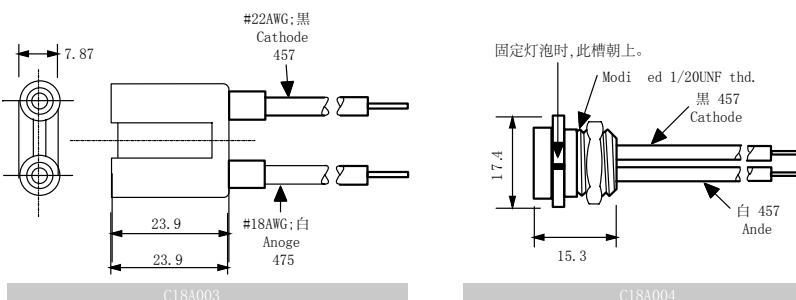 #22AWG;黒
Cathode
457
7.87
23.9
23.9
#18AWG;白
Anoge
475
C18A003
固定灯泡时,此槽朝上。
Modi ed 1/20UNF thd.
黒 457
Cathode
17.4
15.3
白 457
Ande
C18A004